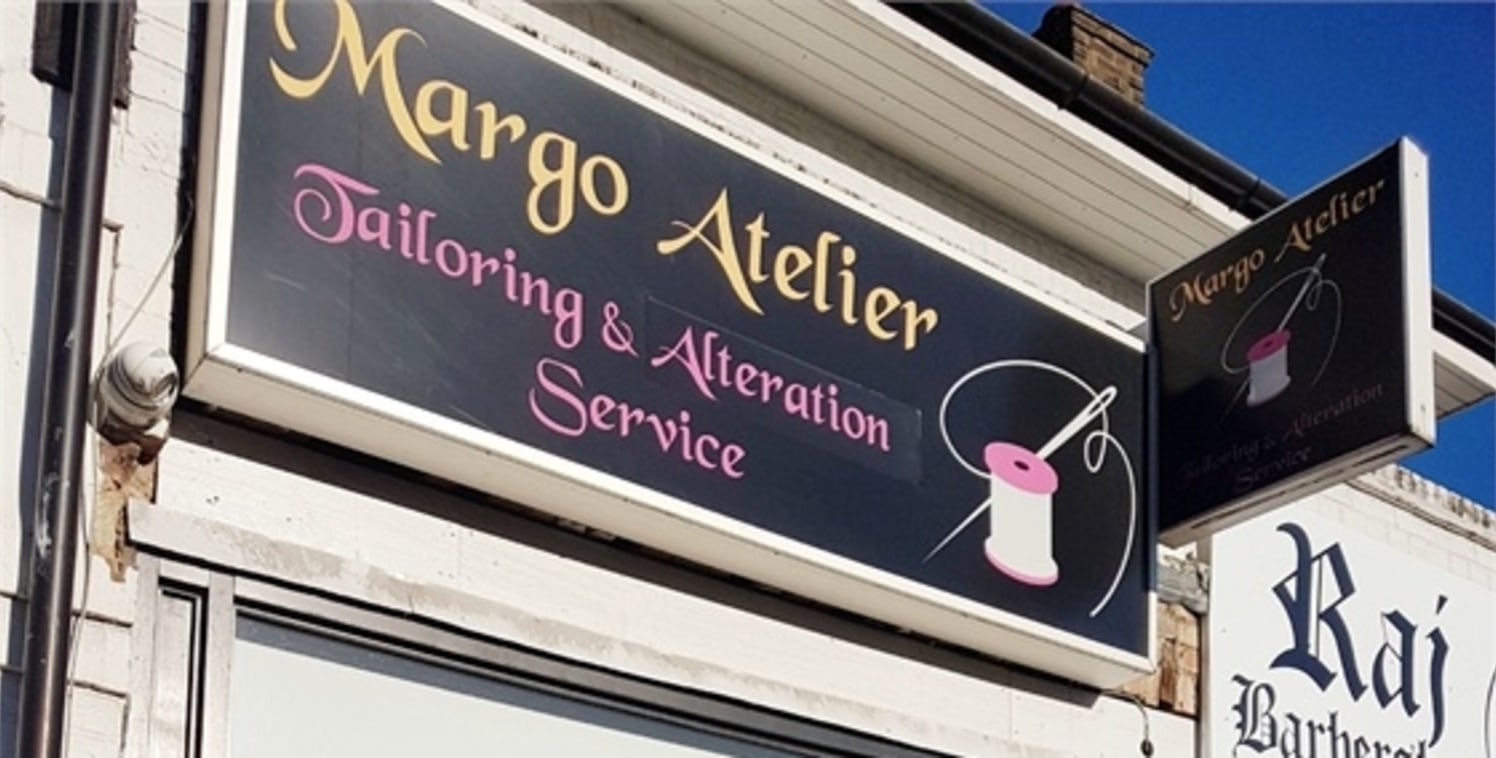 Margo Atelier
Tailoring & Alteration
Service
Margo Atelier
Tailoring & Alteration
Service
Raj